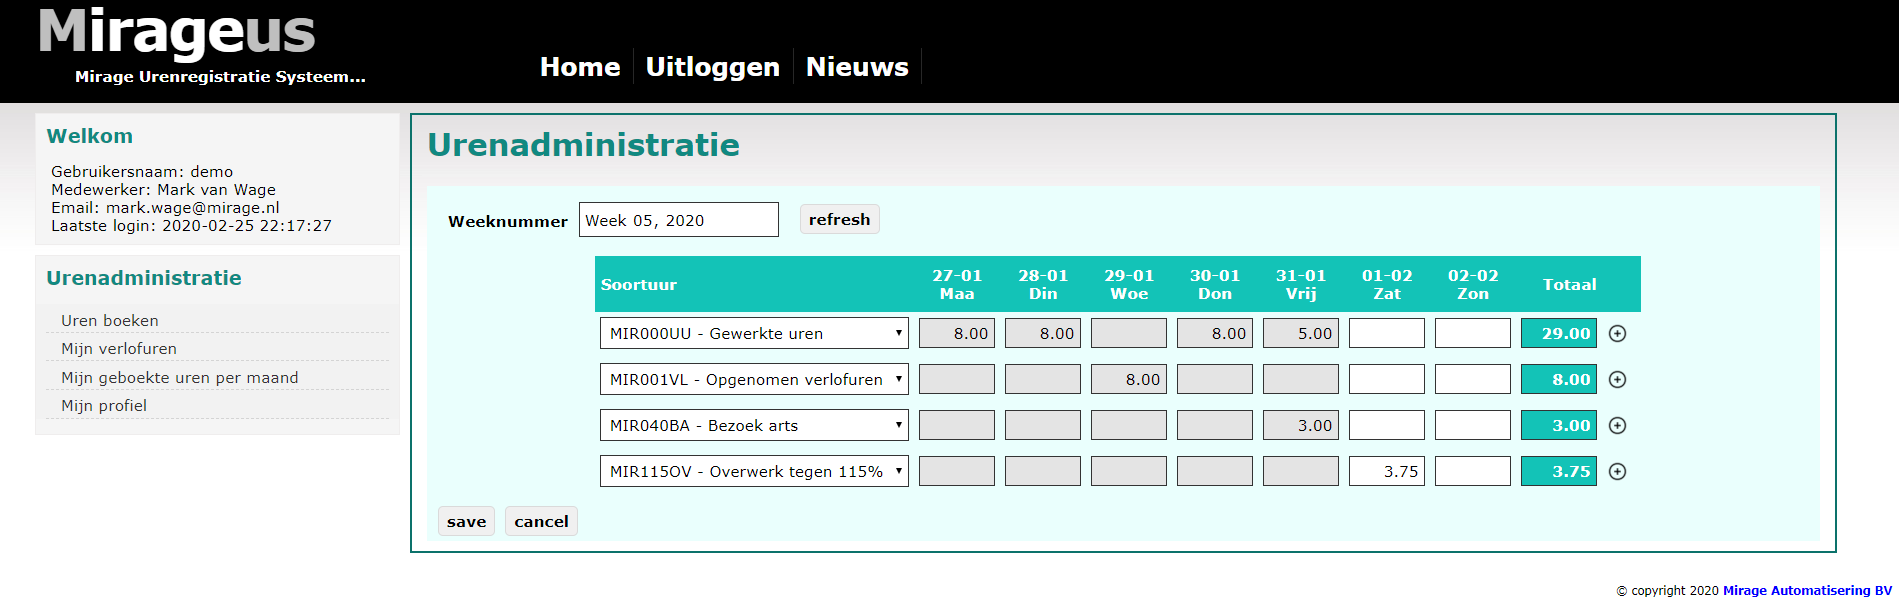 Mirageus
Mirage Urenregistratie Systeem...
Home Uitloggen Nieuws
Welkom
Gebruikersnaam: demo
Medewerker: Mark van Wage
Email: mark.wage@mirage.nl
Laatste login: 2020-02-25 22:17:27
Urenadministratie
Uren boeken
Mijn verlofuren
Mijn geboekte uren per maand
Mijn profiel
Urenadministratie
Weeknummer Week 05, 2020 refresh
Soortuur 27-01 Maa 28-01 Din 29-01 Woe 30-01 Don 31-01 Vrij 01-02 Zat 02-02 Zon Totaal
MIR000UU - Gewerkte uren 8.00 8.00 8.00 5.00 29.00
MIR001VL - Opgenomen verlofuren 8.00 8.00
MIR040BA - Bezoek arts 3.00 3.00
MIR115OV - Overwerk tegen 115% 3.75 3.75
save cancel
© copyright 2020 Mirage Automatisering BV